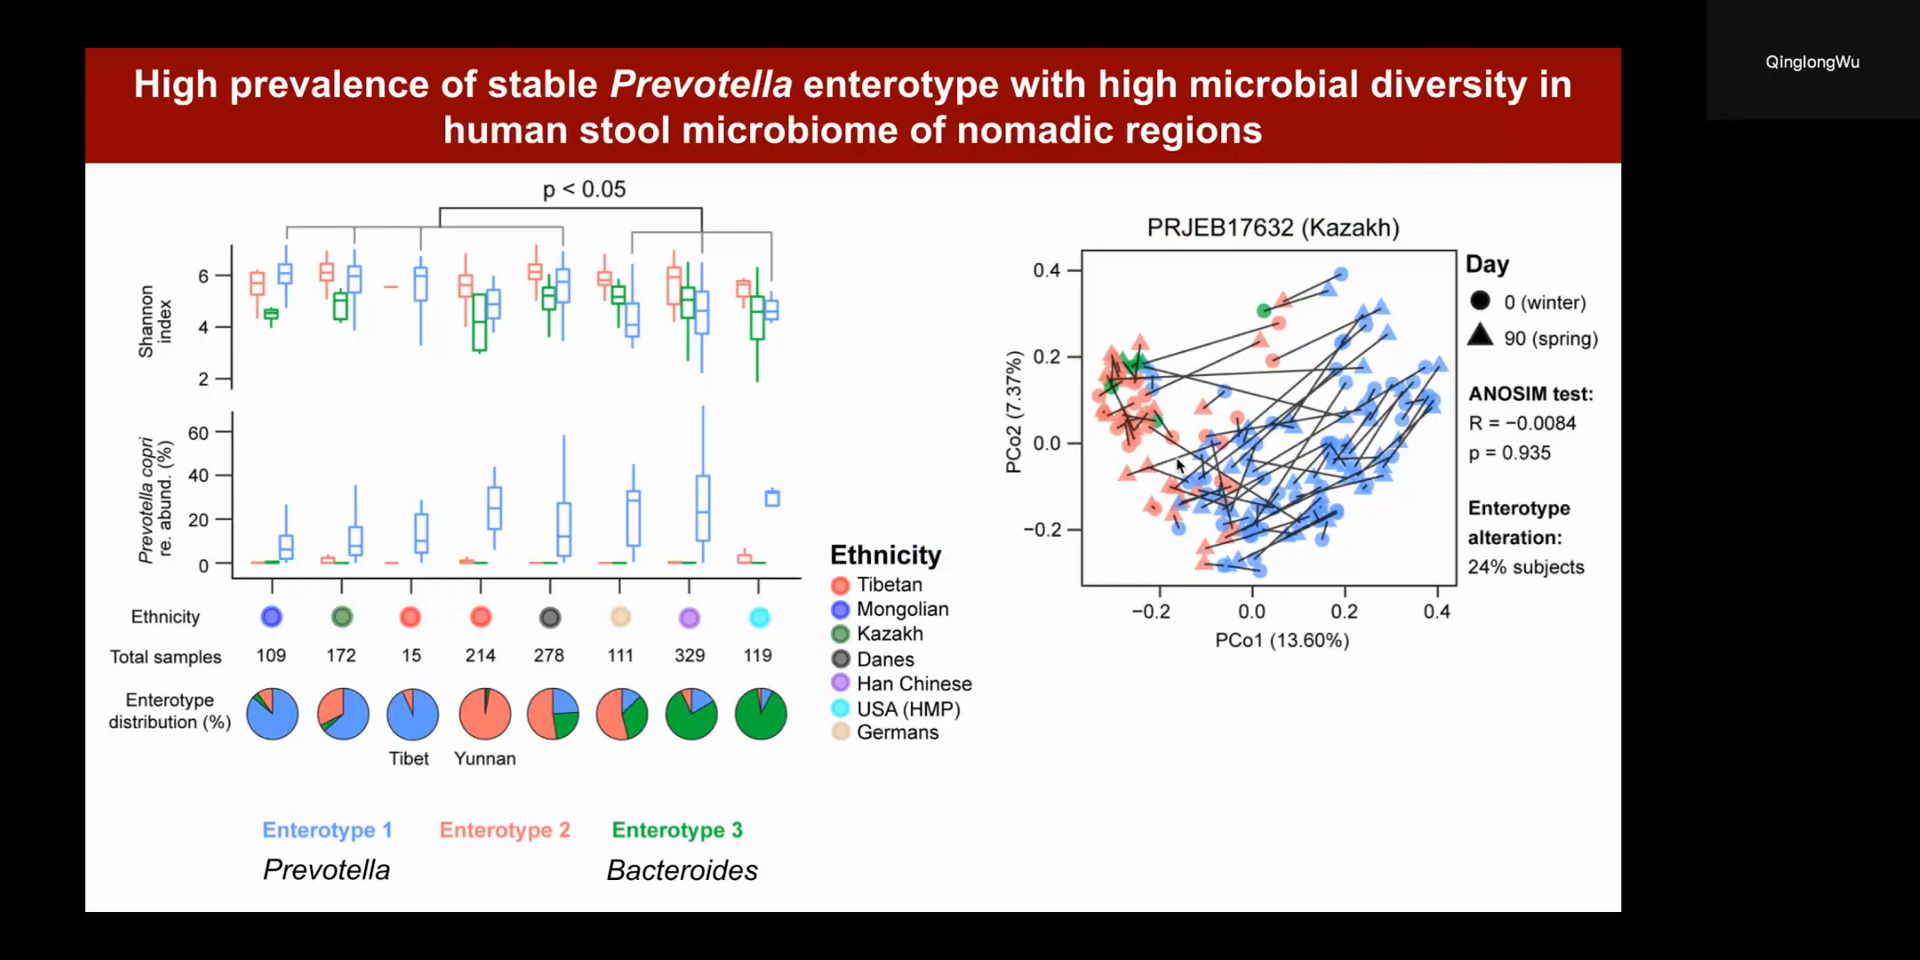 QinglongWu
High prevalence of stable Prevotella enterotype with high microbial diversity in
human stool microbiome of nomadic regions
p < 0.05
Shannon
index
6
4
2
Prevotella copri
re. abund. (%)
60
40
20
0
Ethnicity
Total samples 109 172 15 214 278 111 329 119
Enterotype
distribution (%)
Tibet Yunnan
Ethnicity
Tibetan
Mongolian
Kazakh
Danes
Han Chinese
USA (HMP)
Germans
Enterotype 1 Enterotype 2 Enterotype 3
Prevotella Bacteroides
PRJEB17632 (Kazakh)
PCo2 (7.37%)
0.4
0.2
0.0
−0.2
−0.2 0.0 0.2 0.4
PCo1 (13.60%)
Day
0 (winter)
90 (spring)
ANOSIM test:
R = −0.0084
p = 0.935
Enterotype
alteration:
24% subjects